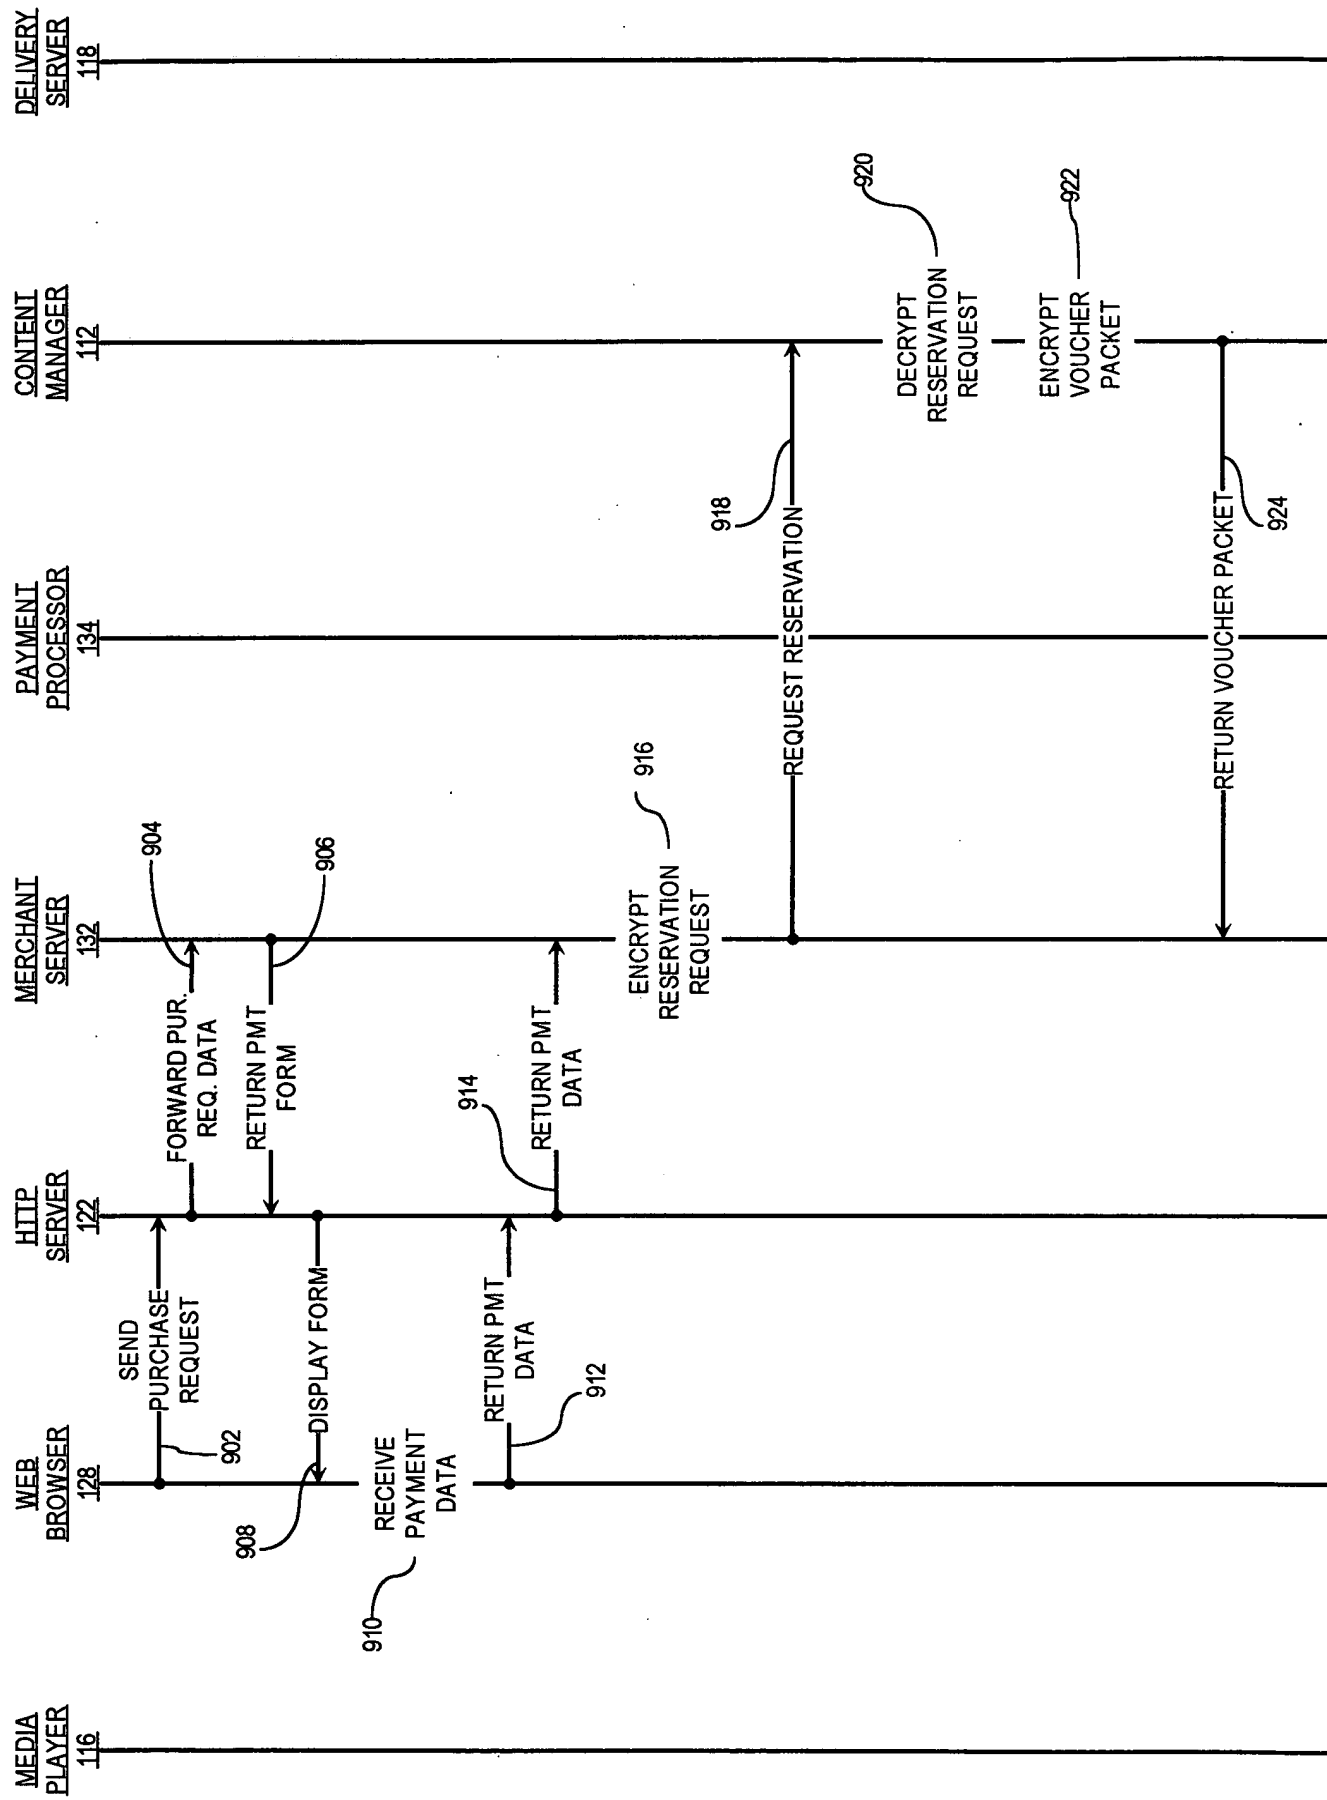 MEDIA
PLAYER
116
WEB
BROWSER
128
HTTP
SERVER
122
MERCHANT
SERVER
132
PAYMENT
PROCESSOR
134
CONTENT
MANAGER
112
DELIVERY
SERVER
118
SEND
PURCHASE
REQUEST
902
FORWARD PUR.
REQ. DATA
904
RETURN PMT
FORM
906
DISPLAY FORM
908
RECEIVE
PAYMENT
DATA
910
RETURN PMT
DATA
912
RETURN PMT
DATA
914
ENCRYPT
RESERVATION
REQUEST
916
REQUEST RESERVATION
918
DECRYPT
RESERVATION
REQUEST
920
ENCRYPT
VOUCHER
PACKET
922
RETURN VOUCHER PACKET
924